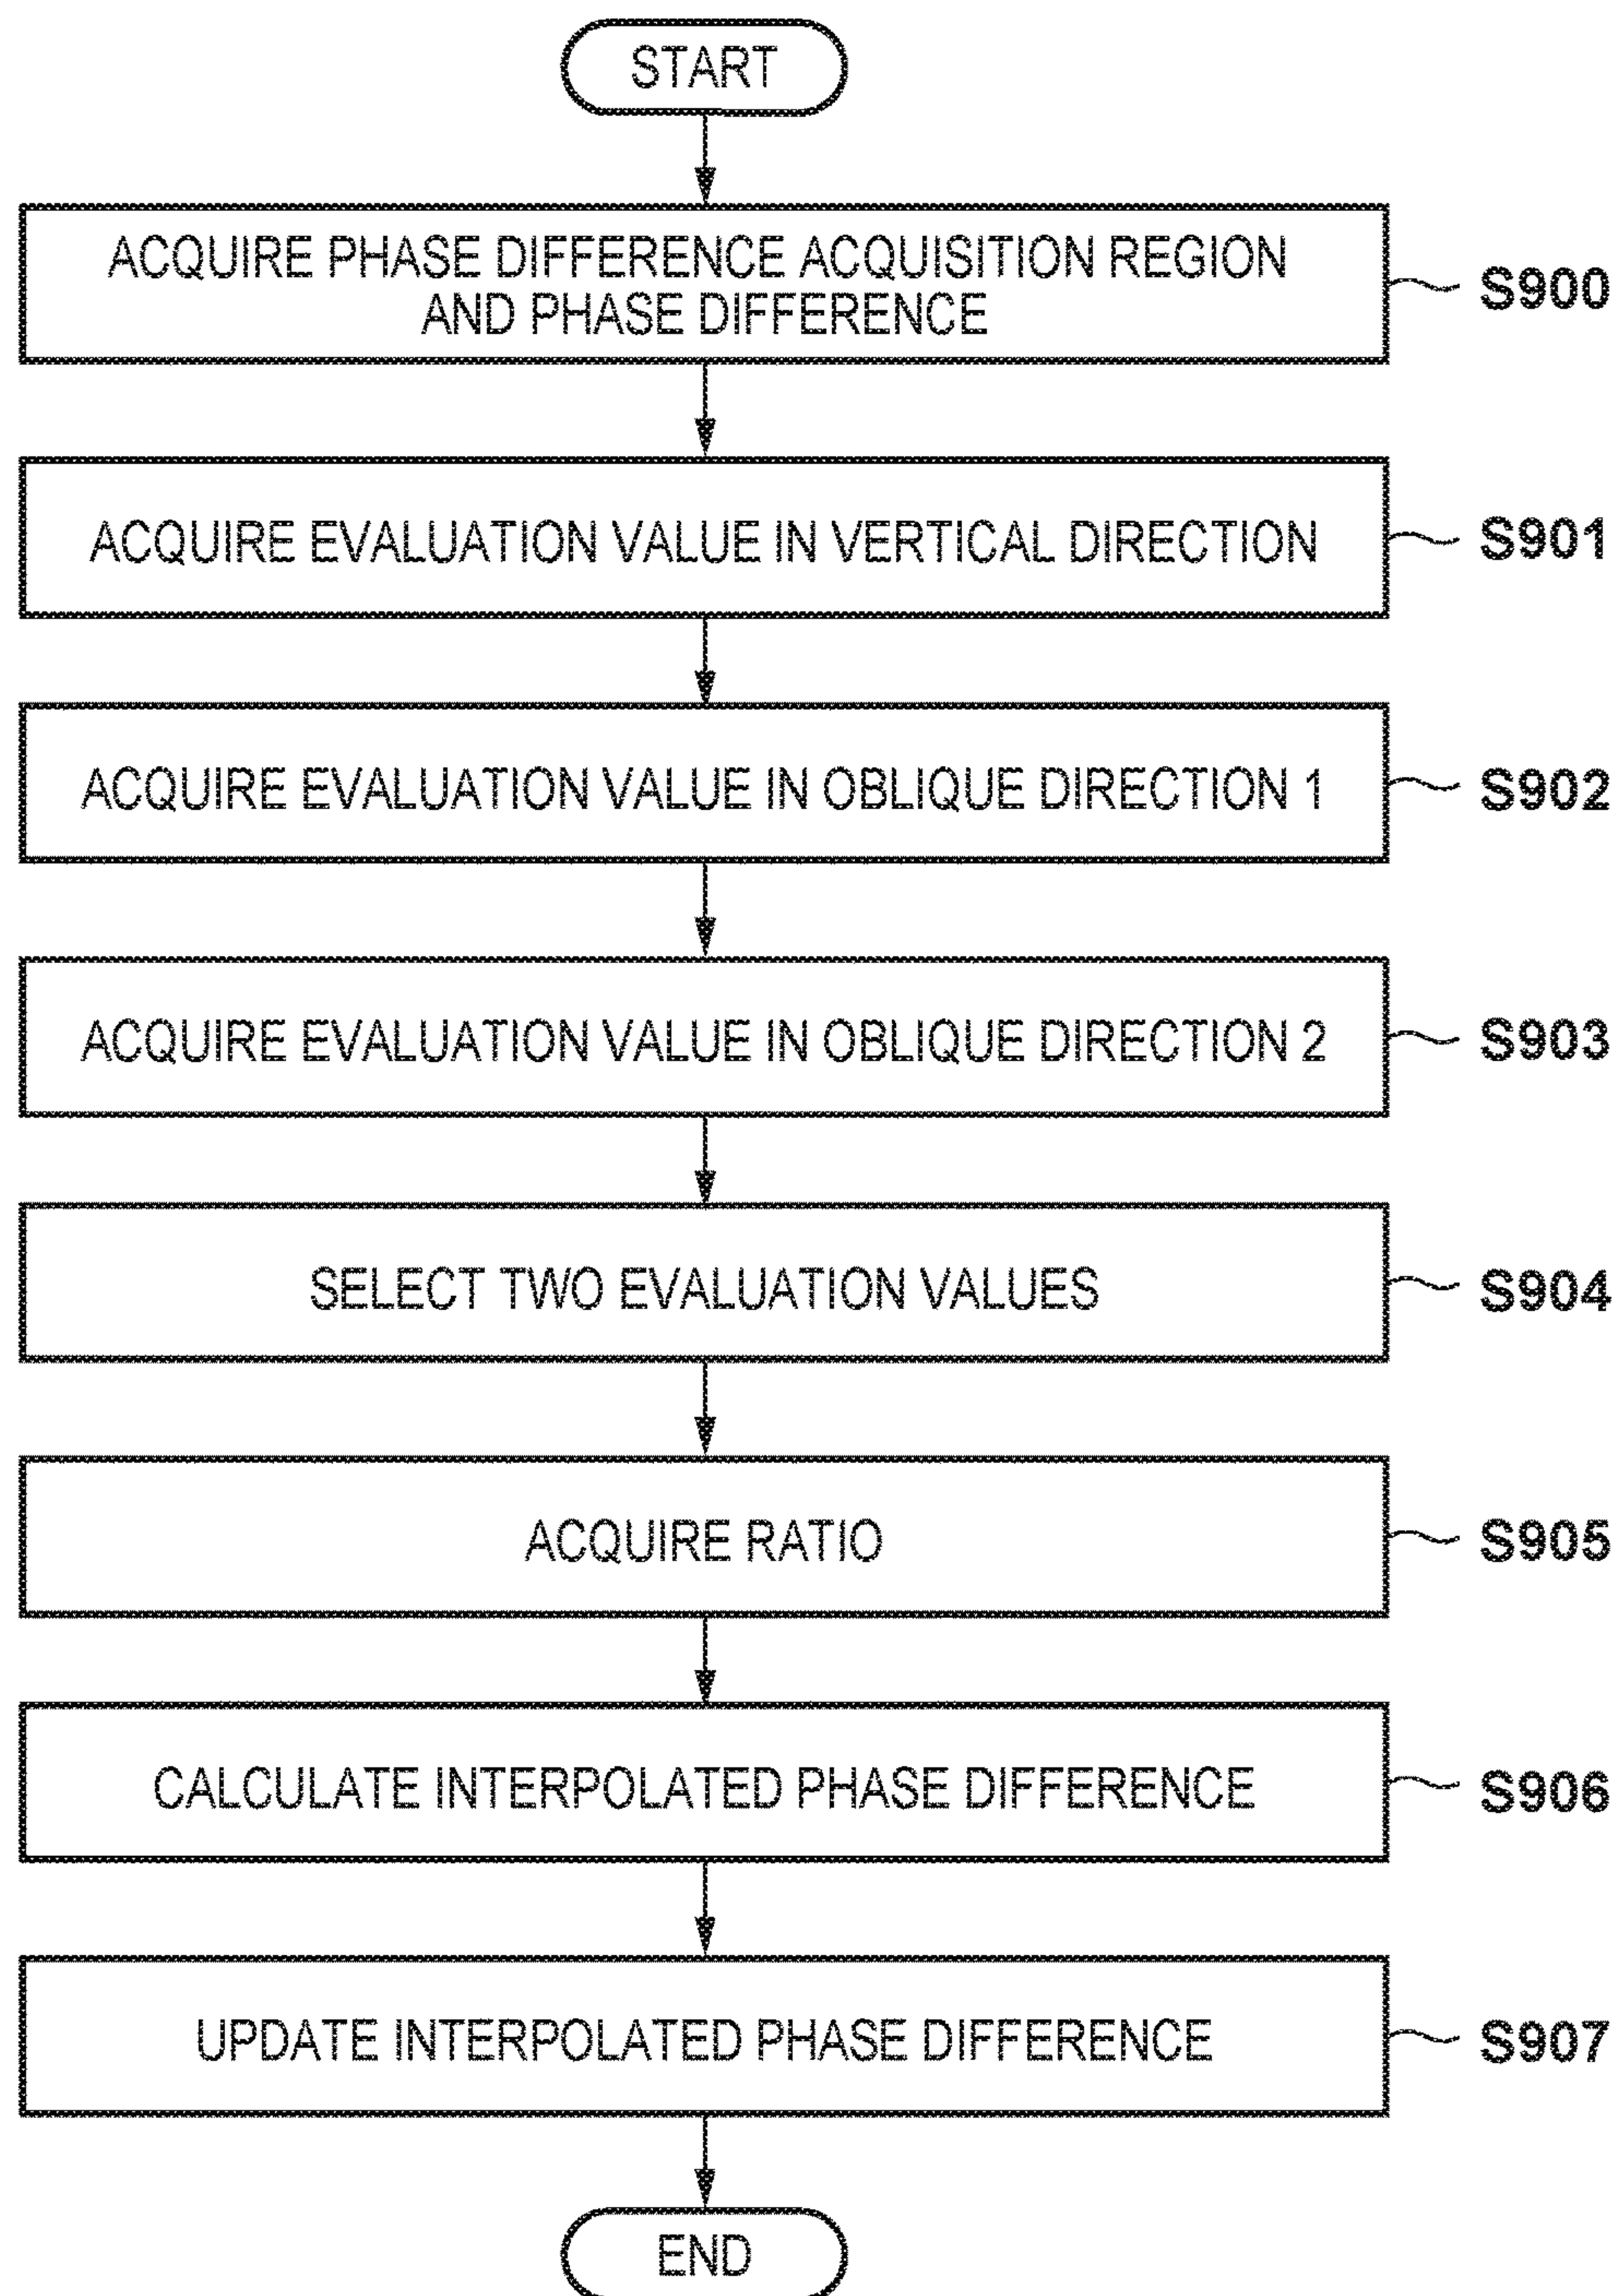 START
ACQUIRE PHASE DIFFERENCE ACQUISITION REGION
AND PHASE DIFFERENCE
S900
ACQUIRE EVALUATION VALUE IN VERTICAL DIRECTION
S901
ACQUIRE EVALUATION VALUE IN OBLIQUE DIRECTION 1
S902
ACQUIRE EVALUATION VALUE IN OBLIQUE DIRECTION 2
S903
SELECT TWO EVALUATION VALUES
S904
ACQUIRE RATIO
S905
CALCULATE INTERPOLATED PHASE DIFFERENCE
S906
UPDATE INTERPOLATED PHASE DIFFERENCE
S907
END